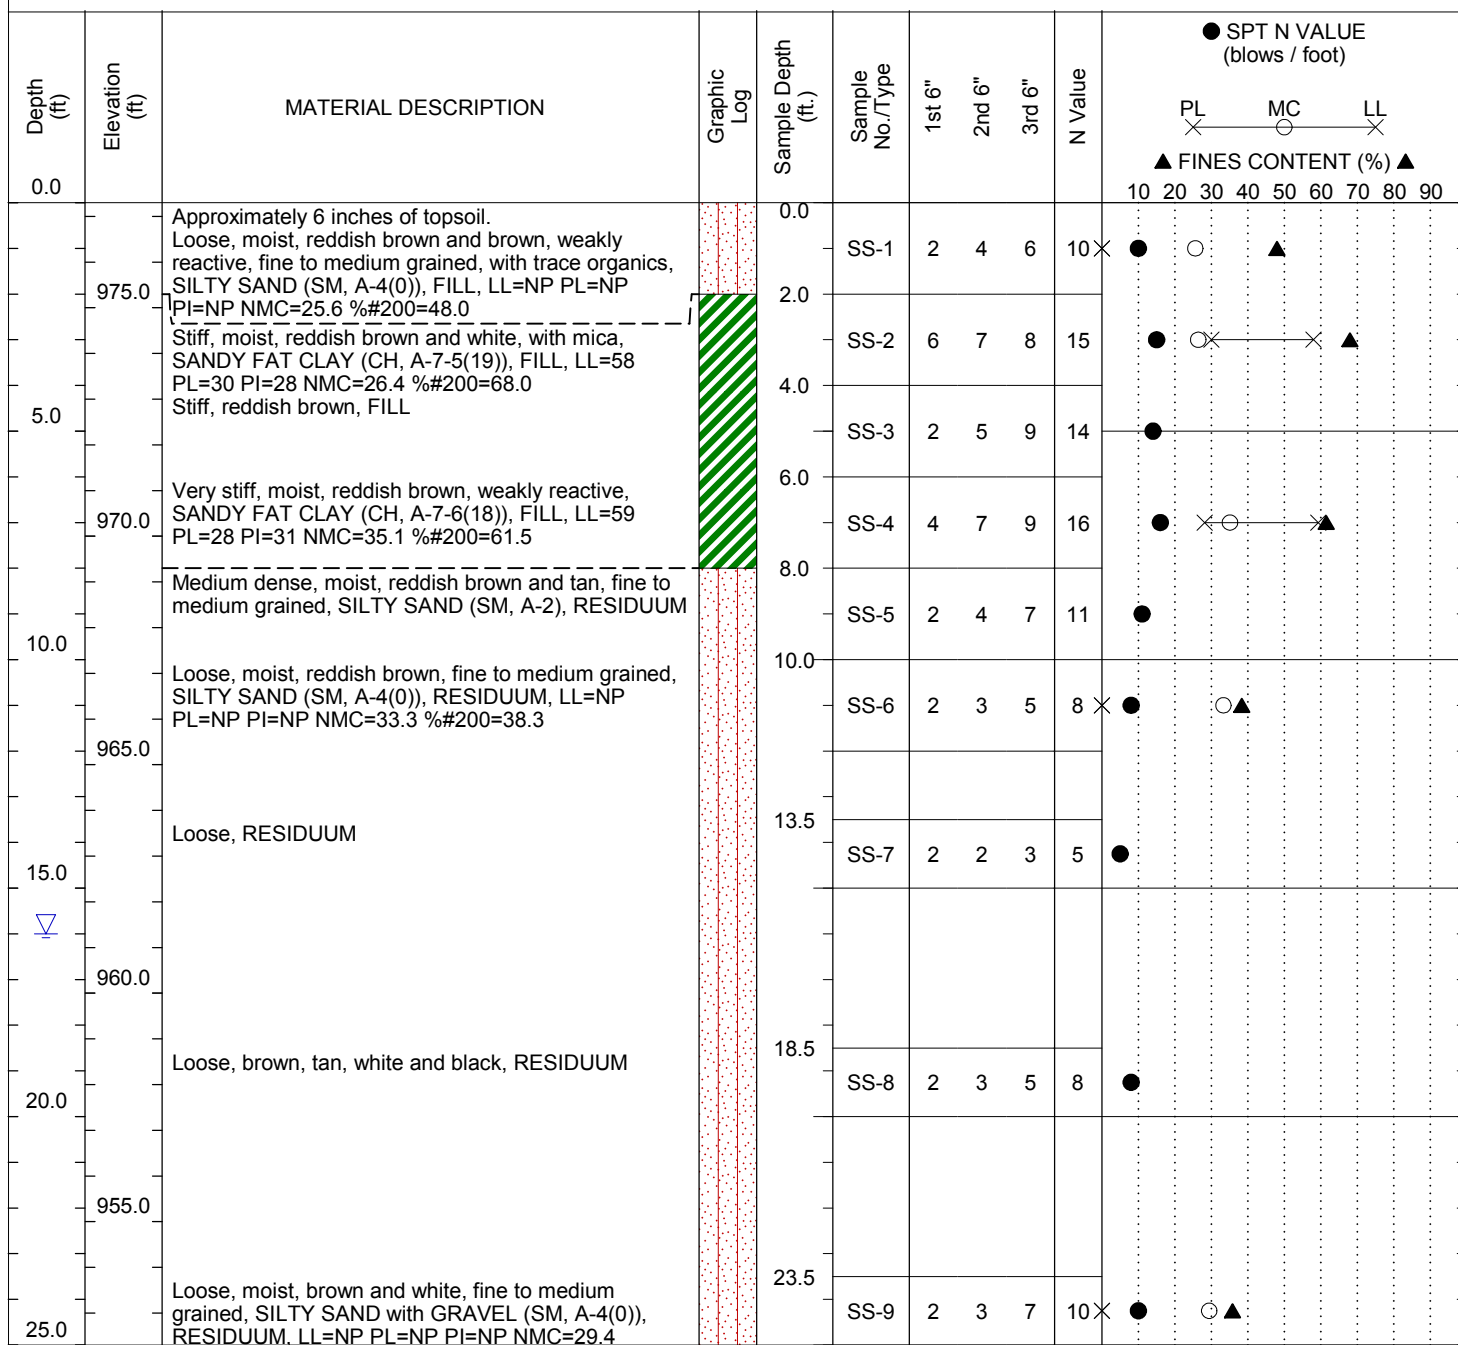 Depth (ft)
Elevation (ft)
MATERIAL DESCRIPTION
Graphic Log
Sample Depth (ft.)
Sample No./Type
1st 6"
2nd 6"
3rd 6"
N Value
SPT N VALUE
(blows / foot)
PL MC LL
FINES CONTENT (%)
0.0
10 20 30 40 50 60 70 80 90
0.0
Approximately 6 inches of topsoil.
Loose, moist, reddish brown and brown, weakly
reactive, fine to medium grained, with trace organics,
SILTY SAND (SM, A-4(0)), FILL, LL=NP PL=NP
PI=NP NMC=25.6 %#200=48.0
SS-1 2 4 6 10
975.0
2.0
Stiff, moist, reddish brown and white, with mica,
SANDY FAT CLAY (CH, A-7-5(19)), FILL, LL=58
PL=30 PI=28 NMC=26.4 %#200=68.0
SS-2 6 7 8 15
4.0
Stiff, reddish brown, FILL
5.0
SS-3 2 5 9 14
6.0
Very stiff, moist, reddish brown, weakly reactive,
SANDY FAT CLAY (CH, A-7-6(18)), FILL, LL=59
PL=28 PI=31 NMC=35.1 %#200=61.5
970.0
SS-4 4 7 9 16
8.0
Medium dense, moist, reddish brown and tan, fine to
medium grained, SILTY SAND (SM, A-2), RESIDUUM
SS-5 2 4 7 11
10.0
10.0
Loose, moist, reddish brown, fine to medium grained,
SILTY SAND (SM, A-4(0)), RESIDUUM, LL=NP
PL=NP PI=NP NMC=33.3 %#200=38.3
SS-6 2 3 5 8
965.0
13.5
Loose, RESIDUUM
SS-7 2 2 3 5
15.0
960.0
18.5
Loose, brown, tan, white and black, RESIDUUM
SS-8 2 3 5 8
20.0
955.0
23.5
Loose, moist, brown and white, fine to medium
grained, SILTY SAND with GRAVEL (SM, A-4(0)),
RESIDUUM, LL=NP PL=NP PI=NP NMC=29.4
SS-9 2 3 7 10
25.0